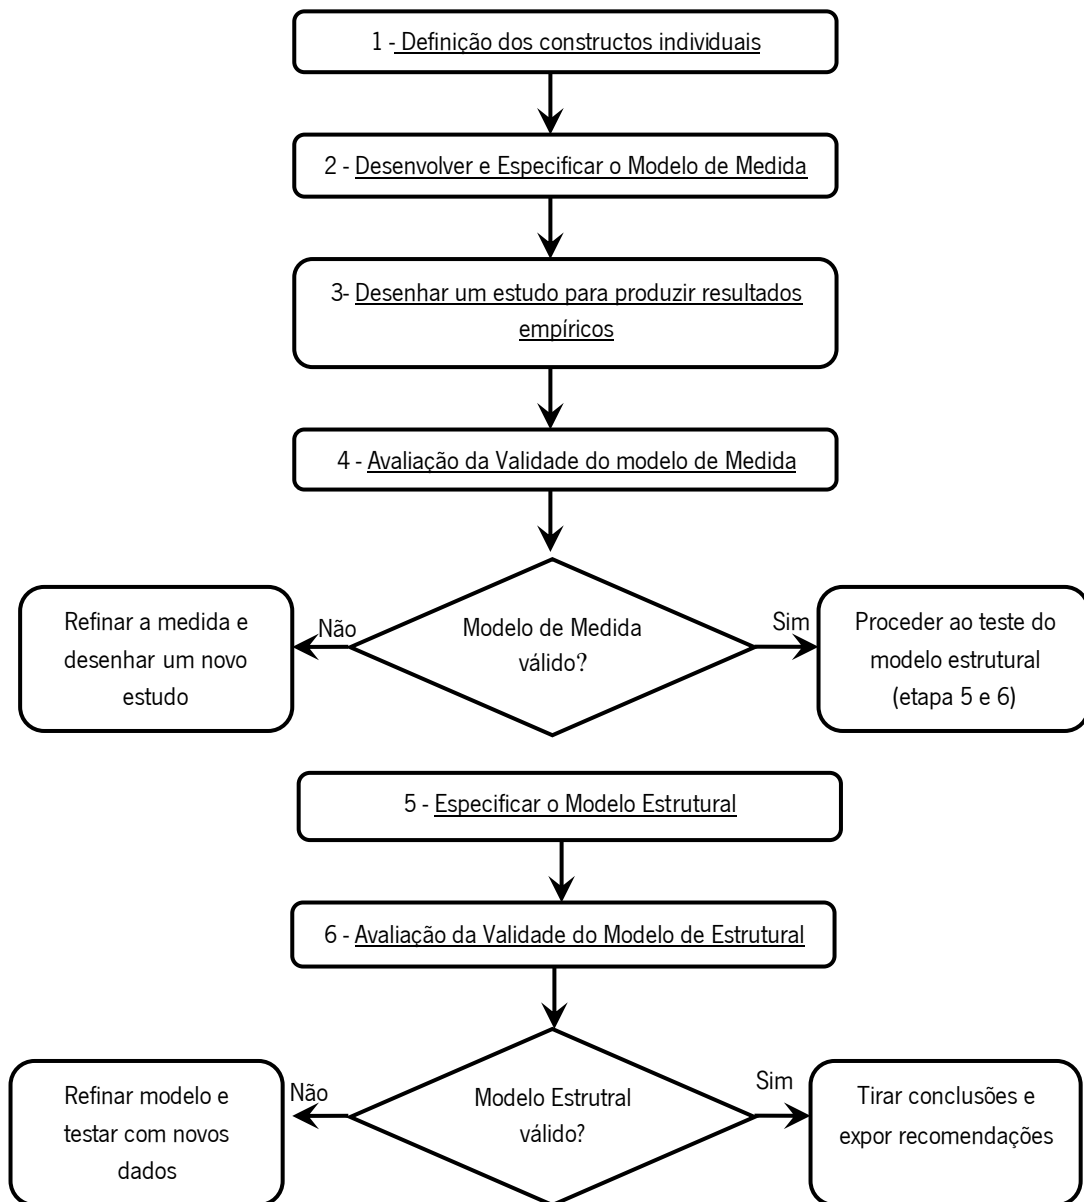 1 - Definição dos constructos individuais
2 - Desenvolver e Especificar o Modelo de Medida
3- Desenhar um estudo para produzir resultados
empíricos
4 - Avaliação da Validade do modelo de Medida
Refinar a medida e
desenhar um novo
estudo
Não
Modelo de Medida
válido?
Sim
Proceder ao teste do
modelo estrutural
(etapa 5 e 6)
5 - Especificar o Modelo Estrutural
6 - Avaliação da Validade do Modelo de Estrutural
Refinar modelo e
testar com novos
dados
Não
Modelo Estrutral
válido?
Sim
Tirar conclusões e
expor recomendações